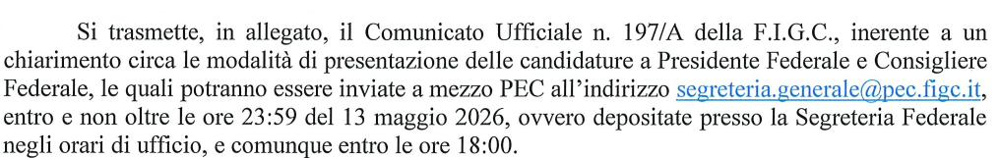 Si trasmette, in allegato, il Comunicato Ufficiale n. 197/A della F.I.G.C., inerente a un
chiarimento circa le modalità di presentazione delle candidature a Presidente Federale e Consigliere
Federale, le quali potranno essere inviate a mezzo PEC all’indirizzo segreteria.generale@pec.figc.it,
entro e non oltre le ore 23:59 del 13 maggio 2026, ovvero depositate presso la Segreteria Federale
negli orari di ufficio, e comunque entro le ore 18:00.